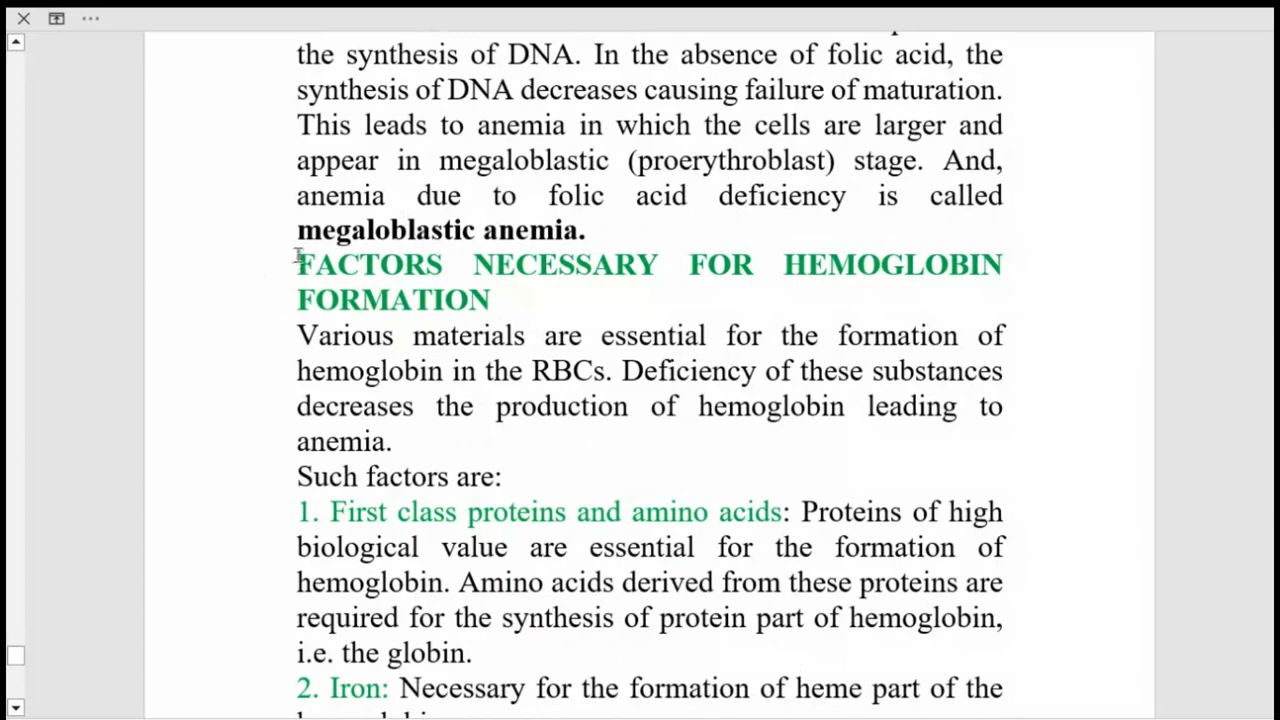 the synthesis of DNA. In the absence of folic acid, the
synthesis of DNA decreases causing failure of maturation.
This leads to anemia in which the cells are larger and
appear in megaloblastic (proerythroblast) stage. And,
anemia due to folic acid deficiency is called
megaloblastic anemia.
FACTORS NECESSARY FOR HEMOGLOBIN
FORMATION
Various materials are essential for the formation of
hemoglobin in the RBCs. Deficiency of these substances
decreases the production of hemoglobin leading to
anemia.
Such factors are:
1. First class proteins and amino acids: Proteins of high
biological value are essential for the formation of
hemoglobin. Amino acids derived from these proteins are
required for the synthesis of protein part of hemoglobin,
i.e. the globin.
2. Iron: Necessary for the formation of heme part of the